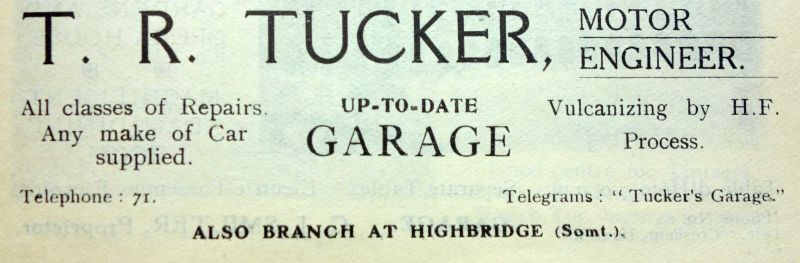 T. R. TUCKER, MOTOR ENGINEER.
All classes of Repairs.
Any make of Car
supplied.
UP-TO-DATE
GARAGE
Vulcanizing by H.F.
Process.
Telephone : 71.
Telegrams : "Tucker's Garage."
ALSO BRANCH AT HIGHBRIDGE (Somt.).